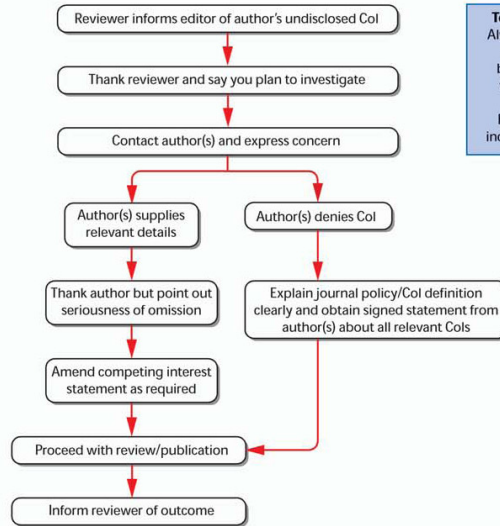 Reviewer informs editor of author's undisclosed CoI
Thank reviewer and say you plan to investigate
Contact author(s) and express concern
Author(s) supplies
relevant details
Author(s) denies CoI
Thank author but point out
seriousness of omission
Explain journal policy/CoI definition
clearly and obtain signed statement from
author(s) about all relevant CoIs
Amend competing interest
statement as required
Proceed with review/publication
Inform reviewer of outcome